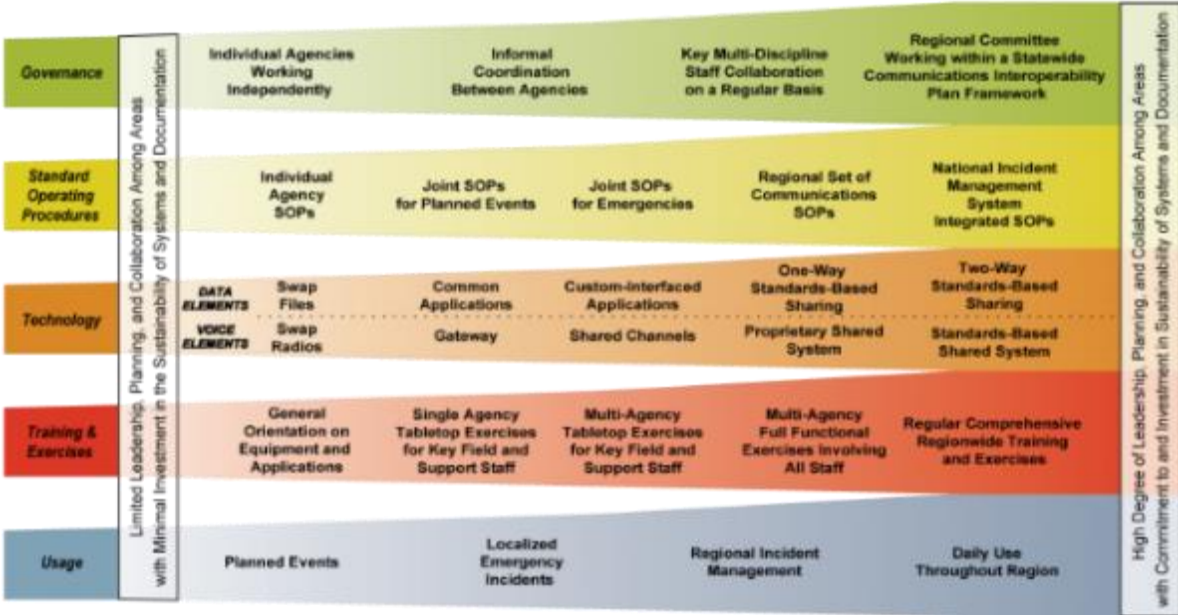 Governance
Limited Leadership, Planning, and Collaboration Among Areas
with Minimal Investment in the Sustainability of Systems and Documentation
Individual Agencies
Working
Independently
Informal
Coordination
Between Agencies
Key Multi-Discipline
Staff Collaboration
on a Regular Basis
Regional Committee
Working within a Statewide
Communications Interoperability
Plan Framework
High Degree of Leadership, Planning, and Collaboration Among Areas
with Commitment to and Investment in Sustainability of Systems and Documentation
Standard
Operating
Procedures
Individual
Agency
SOPs
Joint SOPs
for Planned Events
Joint SOPs
for Emergencies
Regional Set of
Communications
SOPs
National Incident
Management
System
Integrated SOPs
Technology
DATA
ELEMENTS
Swap
Files
Common
Applications
Custom-Interfaced
Applications
One-Way
Standards-Based
Sharing
Two-Way
Standards-Based
Sharing
VOICE
ELEMENTS
Swap
Radios
Gateway
Shared Channels
Proprietary Shared
System
Standards-Based
Shared System
Training &
Exercises
General
Orientation on
Equipment and
Applications
Single Agency
Tabletop Exercises
for Key Field and
Support Staff
Multi-Agency
Tabletop Exercises
for Key Field and
Support Staff
Multi-Agency
Full Functional
Exercises Involving
All Staff
Regular Comprehensive
Regionwide Training
and Exercises
Usage
Planned Events
Localized
Emergency
Incidents
Regional Incident
Management
Daily Use
Throughout Region